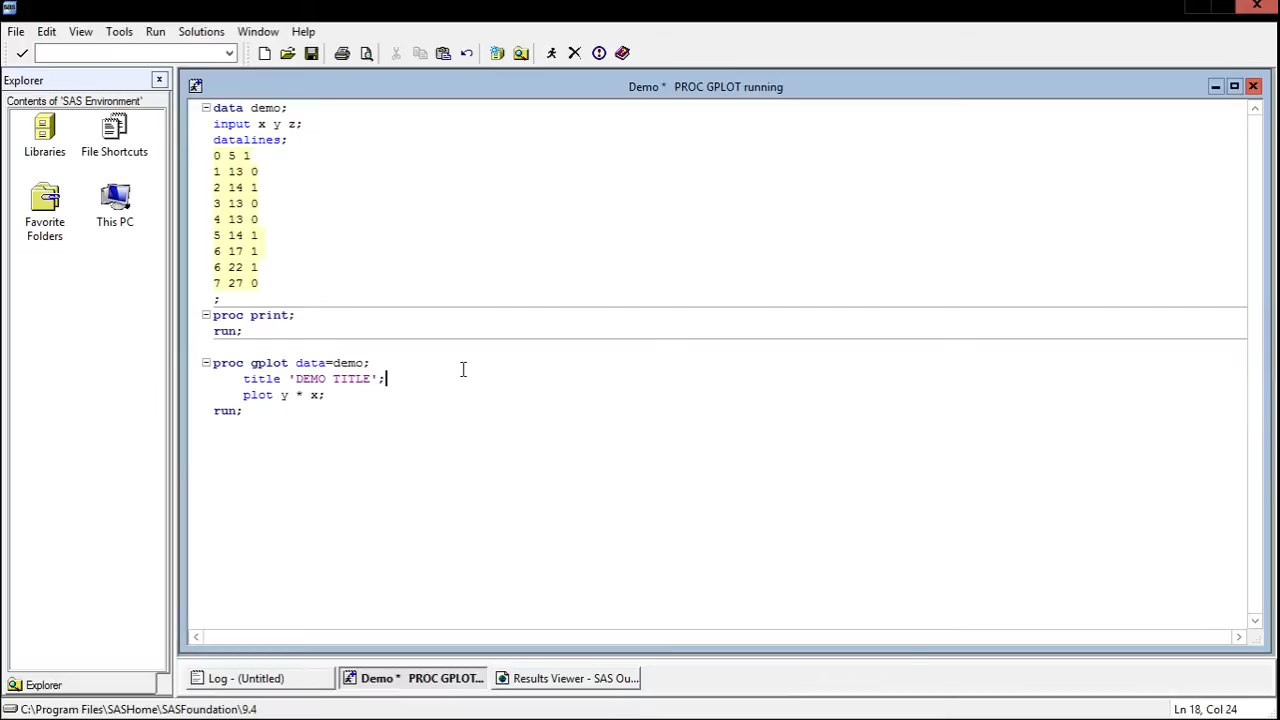 File Edit View Tools Run Solutions Window Help
Explorer
Contents of 'SAS Environment'
Libraries
File Shortcuts
Favorite
Folders
This PC
Explorer
Demo *   PROC GPLOT running
data demo;
input x y z;
datalines;
0 5 1
1 13 0
2 14 1
3 13 0
4 13 0
5 14 1
6 17 1
6 22 1
7 27 0
;
proc print;
run;
proc gplot data=demo;
title 'DEMO TITLE';
plot y * x;
run;
Log - (Untitled)
Demo *   PROC GPLOT...
Results Viewer - SAS Ou...
C:\Program Files\SASHome\SASFoundation\9.4
Ln 18, Col 24